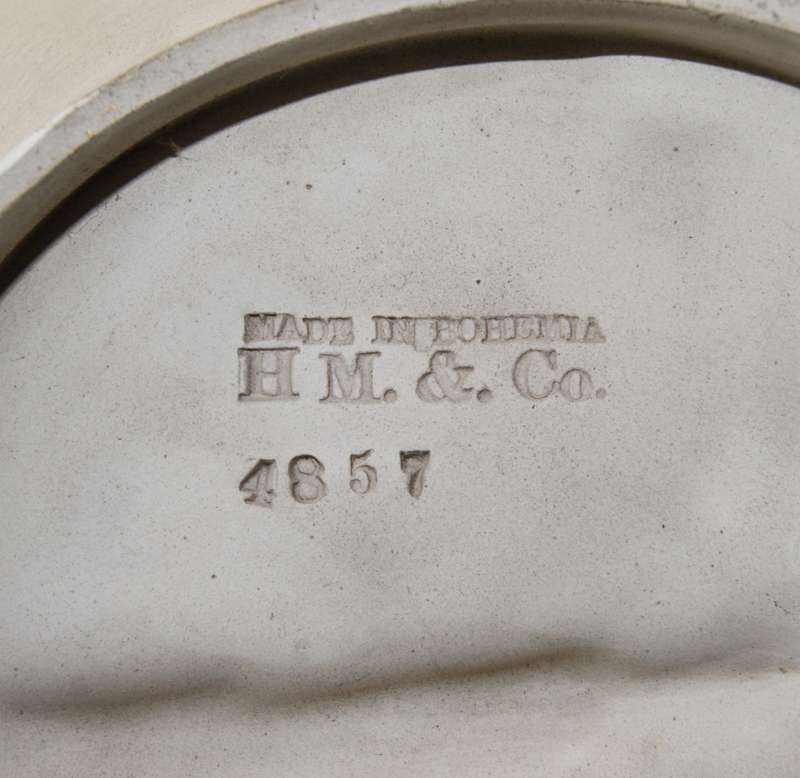 MADE IN BOHEMIA
H M. &. Co.
4857